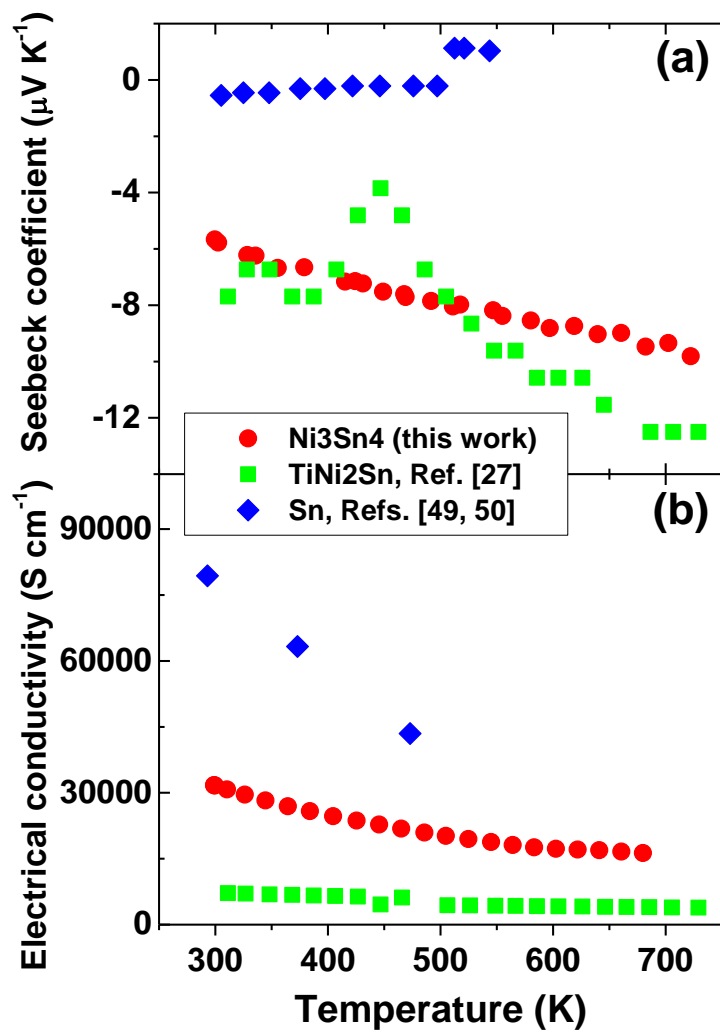 (a)
Seebeck coefficient (μV K⁻¹)
0
-4
-8
-12
Ni3Sn4 (this work)
TiNi2Sn, Ref. [27]
Sn, Refs. [49, 50]
(b)
Electrical conductivity (S cm⁻¹)
90000
60000
30000
0
300 400 500 600 700
Temperature (K)